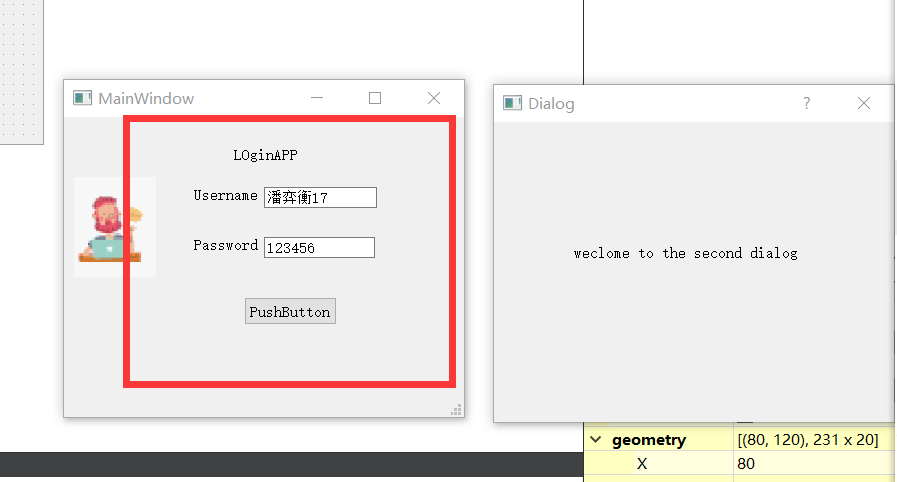 MainWindow
LOginAPP
Username 潘弈衡17
Password 123456
PushButton
Dialog ?
weclome to the second dialog
geometry [(80, 120), 231 x 20]
X 80